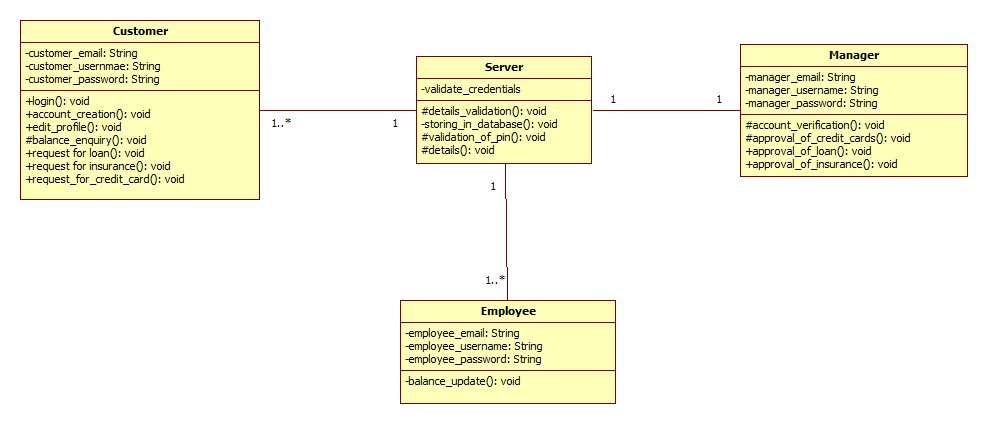 Customer
-customer_email: String
-customer_usernmae: String
-customer_password: String
+login(): void
+account_creation(): void
+edit_profile(): void
#balance_enquiry(): void
+request for loan(): void
+request for insurance(): void
+request_for_credit_card(): void
1..*
1
Server
-validate_credentials
#details_validation(): void
-storing_in_database(): void
#validation_of_pin(): void
#details(): void
1
1
Manager
-manager_email: String
-manager_username: String
-manager_password: String
#account_verification(): void
#approval_of_credit_cards(): void
+approval_of_loan(): void
+approval_of_insurance(): void
1
1..*
Employee
-employee_email: String
-employee_username: String
-employee_password: String
-balance_update(): void